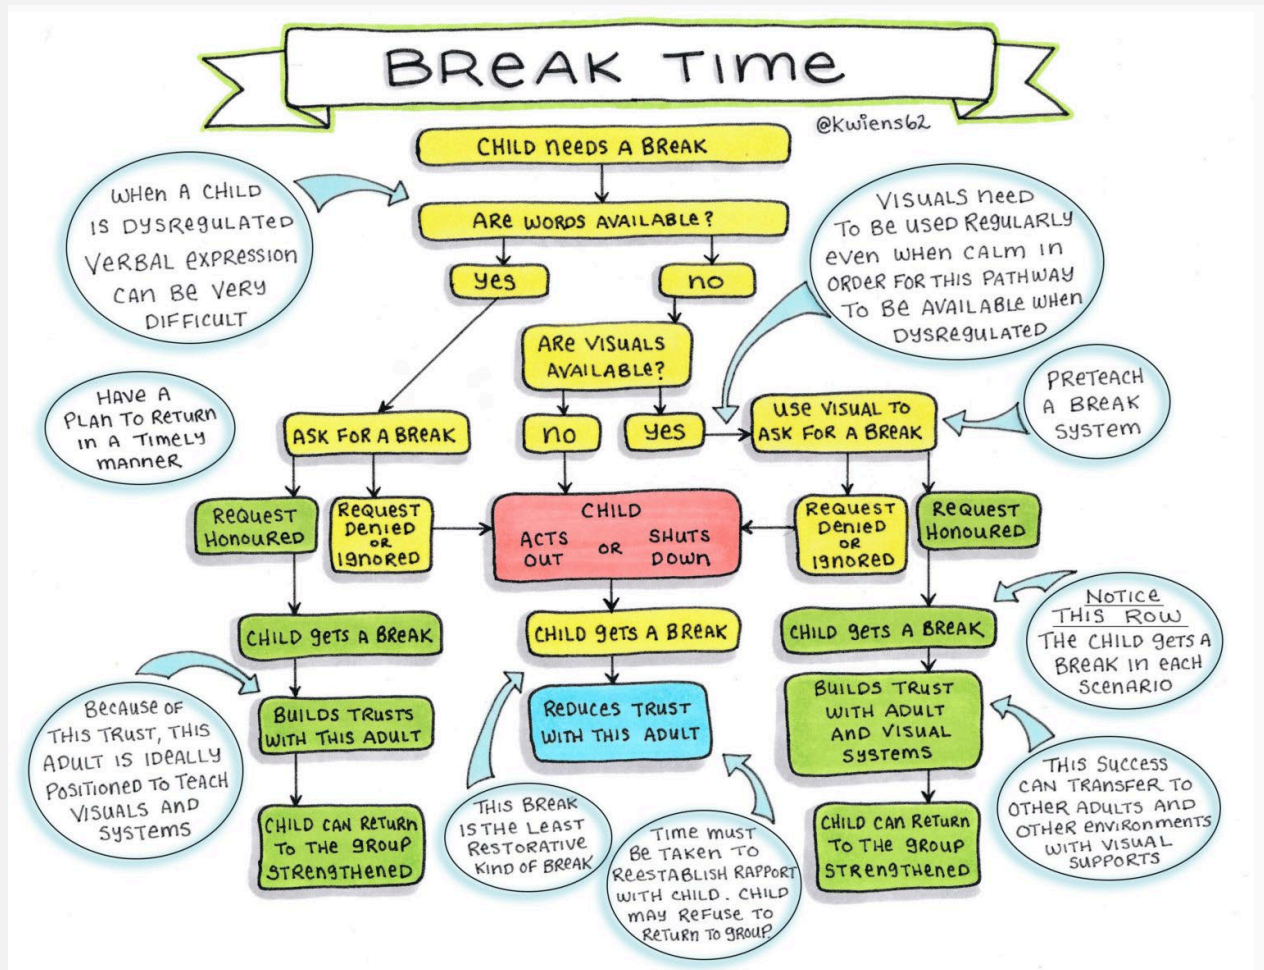 BREAK TIME
@Kwiens62
CHILD NEEDS A BREAK
WHEN A CHILD
IS DYSREGULATED
VERBAL EXPRESSION
CAN BE VERY
DIFFICULT
ARE WORDS AVAILABLE?
VISUALS NEED
TO BE USED REGULARLY
EVEN WHEN CALM IN
ORDER FOR THIS PATHWAY
TO BE AVAILABLE WHEN
DYSREGULATED
yes
no
ARE VISUALS
AVAILABLE?
HAVE A
PLAN TO RETURN
IN A TIMELY
MANNER
PRETEACH
A BREAK
SYSTEM
ASK FOR A BREAK
no
yes
USE VISUAL TO
ASK FOR A BREAK
REQUEST
HONOURED
REQUEST
DENIED
OR
IGNORED
CHILD
ACTS
OUT
OR
SHUTS
DOWN
REQUEST
DENIED
OR
IGNORED
REQUEST
HONOURED
NOTICE
THIS ROW
THE CHILD GETS A
BREAK IN EACH
SCENARIO
CHILD GETS A BREAK
CHILD GETS A BREAK
CHILD GETS A BREAK
BECAUSE OF
THIS TRUST, THIS
ADULT IS IDEALLY
POSITIONED TO TEACH
VISUALS AND
SYSTEMS
BUILDS TRUSTS
WITH THIS ADULT
REDUCES TRUST
WITH THIS ADULT
BUILDS TRUST
WITH ADULT
AND VISUAL
SYSTEMS
THIS SUCCESS
CAN TRANSFER TO
OTHER ADULTS AND
OTHER ENVIRONMENTS
WITH VISUAL
SUPPORTS
CHILD CAN RETURN
TO THE GROUP
STRENGTHENED
THIS BREAK
IS THE LEAST
RESTORATIVE
KIND OF BREAK
TIME MUST
BE TAKEN TO
REESTABLISH RAPPORT
WITH CHILD. CHILD
MAY REFUSE TO
RETURN TO GROUP.
CHILD CAN RETURN
TO THE GROUP
STRENGTHENED